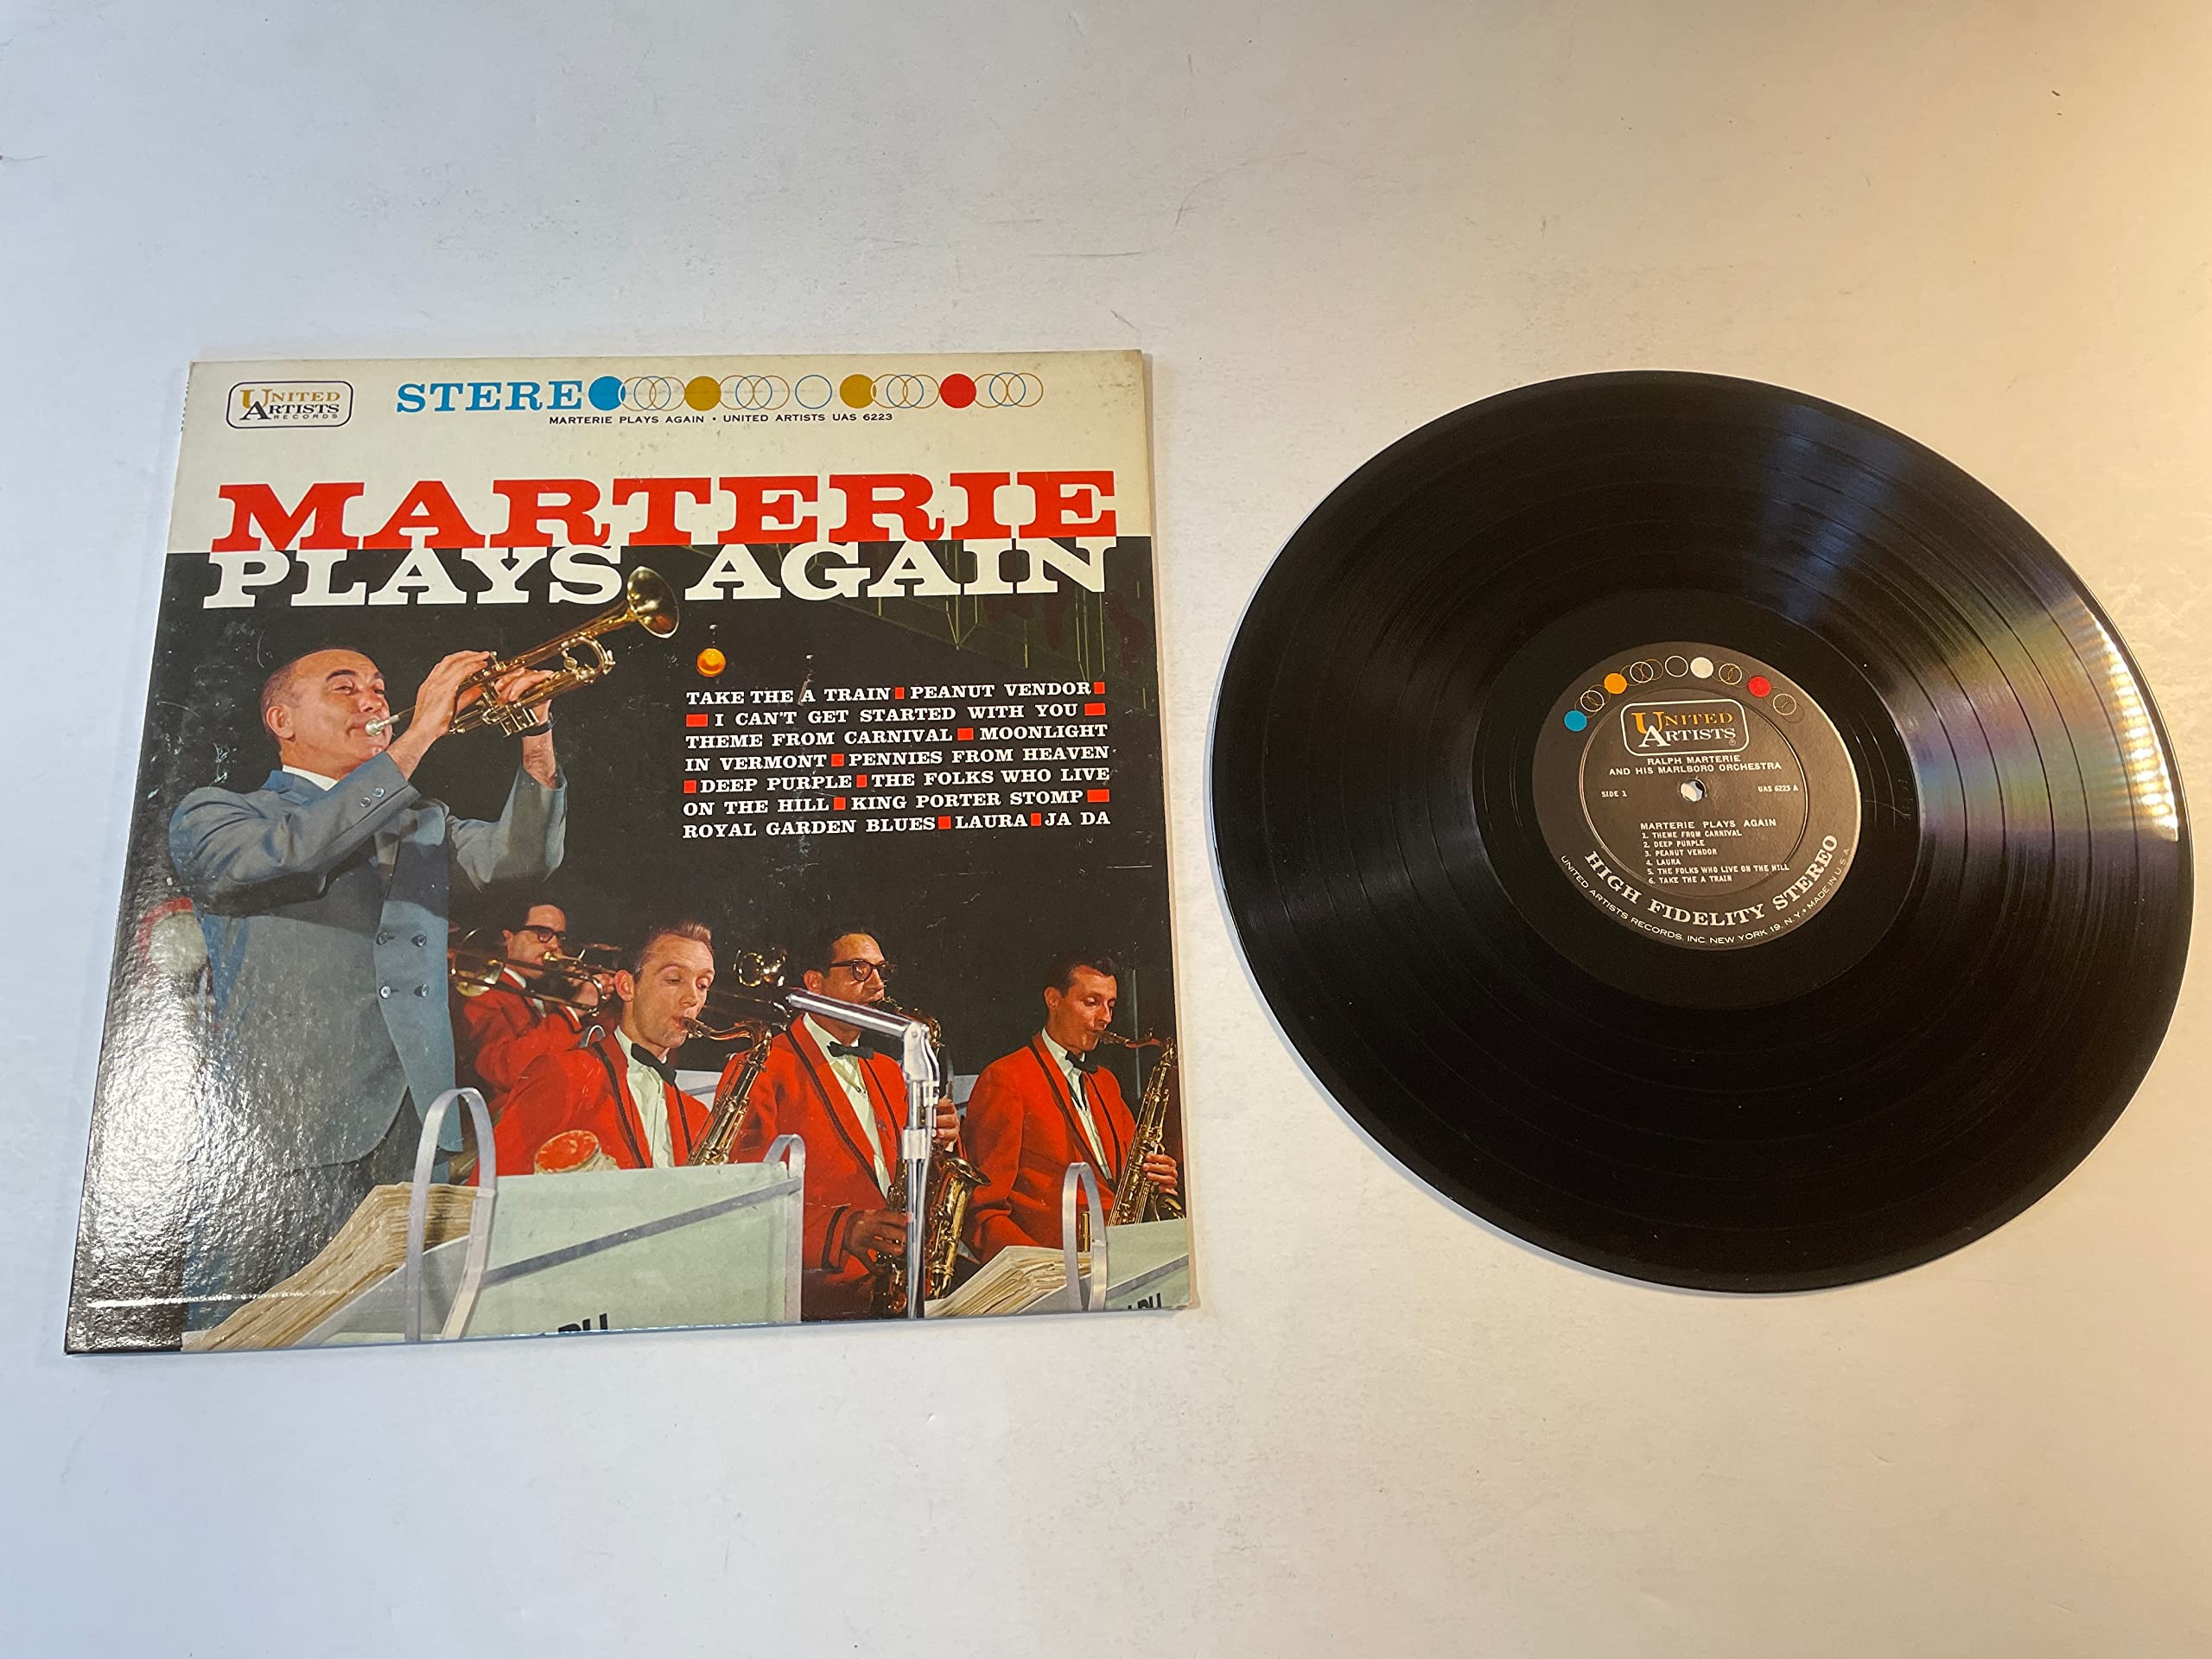 UNITED
ARTISTS
RECORDS
STEREO
MARTERIE PLAYS AGAIN • UNITED ARTISTS UAS 6223
MARTERIE
PLAYS AGAIN
TAKE THE A TRAIN PEANUT VENDOR
I CAN'T GET STARTED WITH YOU
THEME FROM CARNIVAL MOONLIGHT
IN VERMONT PENNIES FROM HEAVEN
DEEP PURPLE THE FOLKS WHO LIVE
ON THE HILL KING PORTER STOMP
ROYAL GARDEN BLUES LAURA JA DA
UNITED
ARTISTS
RALPH MARTERIE
AND HIS MARLBORO ORCHESTRA
SIDE 1 UAS 6223 A
MARTERIE PLAYS AGAIN
1. THEME FROM CARNIVAL
2. DEEP PURPLE
3. PEANUT VENDOR
4. LAURA
5. THE FOLKS WHO LIVE ON THE HILL
6. TAKE THE A TRAIN
HIGH FIDELITY STEREO
UNITED ARTISTS RECORDS, INC. NEW YORK 19, N.Y. • MADE IN U.S.A.